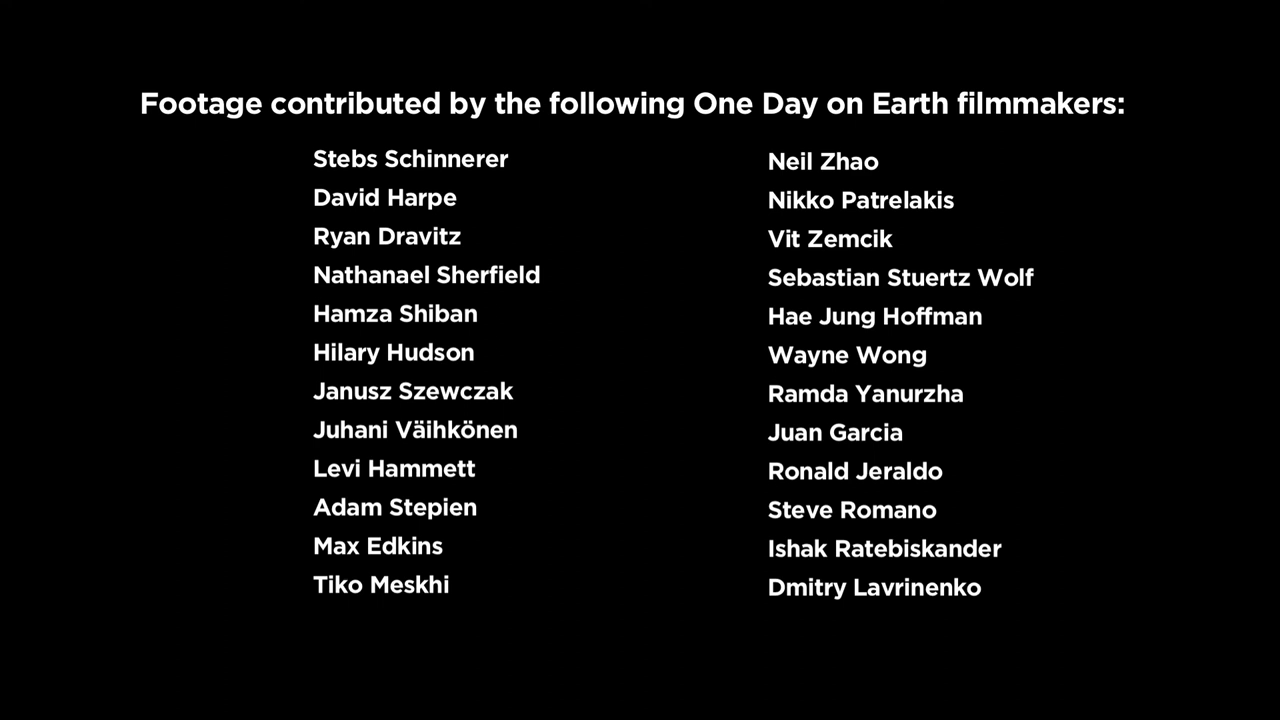 Footage contributed by the following One Day on Earth filmmakers:
Stebs Schinnerer
David Harpe
Ryan Dravitz
Nathanael Sherfield
Hamza Shiban
Hilary Hudson
Janusz Szewczak
Juhani Väihkönen
Levi Hammett
Adam Stepien
Max Edkins
Tiko Meskhi
Neil Zhao
Nikko Patrelakis
Vit Zemcik
Sebastian Stuertz Wolf
Hae Jung Hoffman
Wayne Wong
Ramda Yanurzha
Juan Garcia
Ronald Jeraldo
Steve Romano
Ishak Ratebiskander
Dmitry Lavrinenko